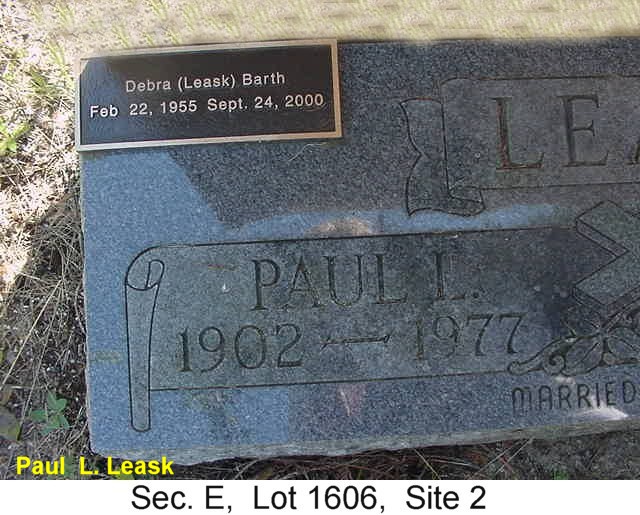 Debra (Leask) Barth
Feb 22, 1955 Sept. 24, 2000
LEA
PAUL L.
1902 — 1977
MARRIED
Paul L. Leask
Sec. E, Lot 1606, Site 2